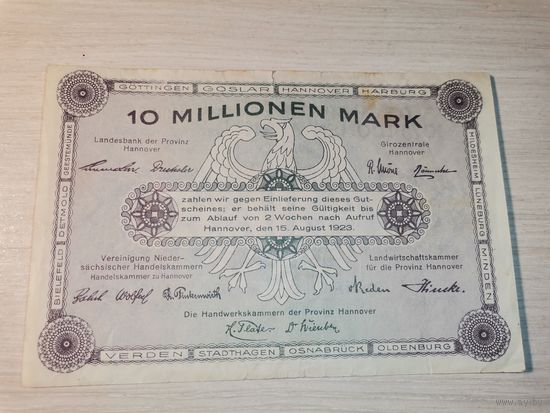 GÖTTINGEN GOSLAR HANNOVER HARBURG
10 MILLIONEN MARK
Landesbank der Provinz
Hannover
Girozentrale
Hannover
zahlen wir gegen Einlieferung dieses Gut-
scheines; er behält seine Gültigkeit bis
zum Ablauf von 2 Wochen nach Aufruf
Hannover, den 15. August 1923.
Vereinigung Nieder-
sächsischer Handelskammern
Handelskammer zu Hannover
Landwirtschaftskammer
für die Provinz Hannover
Die Handwerkskammern der Provinz Hannover
BIELEFELD DETMOLD GEESTEMÜNDE
HILDESHEIM LÜNEBURG MINDEN
VERDEN STADTHAGEN OSNABRÜCK OLDENBURG